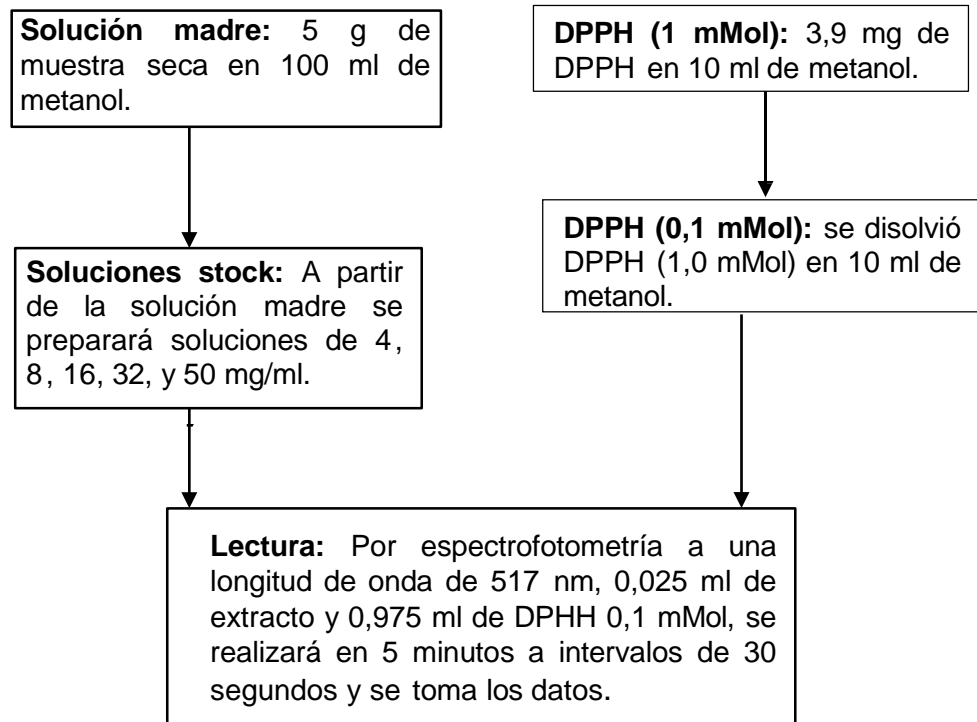 Solución madre: 5 g de
muestra seca en 100 ml de
metanol.
DPPH (1 mMol): 3,9 mg de
DPPH en 10 ml de metanol.
Soluciones stock: A partir
de la solución madre se
preparará soluciones de 4,
8, 16, 32, y 50 mg/ml.
DPPH (0,1 mMol): se disolvió
DPPH (1,0 mMol) en 10 ml de
metanol.
Lectura: Por espectrofotometría a una
longitud de onda de 517 nm, 0,025 ml de
extracto y 0,975 ml de DPHH 0,1 mMol, se
realizará en 5 minutos a intervalos de 30
segundos y se toma los datos.